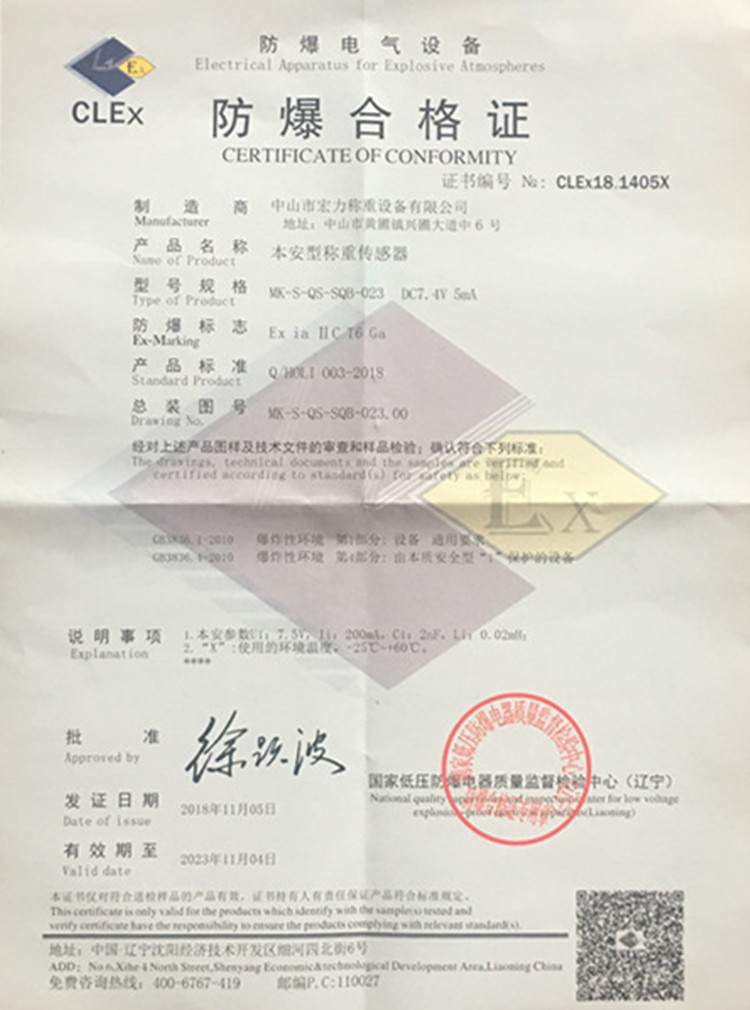 防爆电气设备
Electrical Apparatus for Explosive Atmospheres
Ex
CLEx
防爆合格证
CERTIFICATE OF CONFORMITY
证书编号 №: CLEx18.1405X
制造商 中山市宏力称重设备有限公司
Manufacturer 地址: 中山市黄圃镇兴圃大道中6号
产品名称 本安型称重传感器
Name of Product
型号规格 MK-S-QS-SQB-023 DC7.4V 5mA
Type of Product
防爆标志 Ex ia ⅡC T6 Ga
Ex-Marking
产品标准 Q/HOLI 003-2018
Standard Product
总装图号 MK-S-QS-SQB-023.00
Drawing No.
经对上述产品图样及技术文件的审查和样品检验; 确认符合下列标准:
The drawings, technical documents and the samples are verified and
certified according to standard(s) for safety as below:
Ex
GB3836.1-2010 爆炸性环境 第1部分: 设备 通用要求
GB3836.4-2010 爆炸性环境 第4部分: 由本质安全型“i”保护的设备
说明事项 1.本安参数Ui: 7.5V, Ii: 200mA, Ci: 2nF, Li: 0.02mH;
Explanation 2.“X”:使用的环境温度, -25℃~+60℃。
****
批准 徐跃波
Approved by
国家低压防爆电器质量监督检验中心(辽宁)
National quality supervision and inspection center for low voltage
explosion-proof electrical apparatus(Liaoning)
发证日期 2018年11月05日
Date of issue
有效期至 2023年11月04日
Valid date
本证书仅对符合送检样品的产品有效, 证书持有人有责任保证产品符合标准规定。
This certificate is only valid for the products which identify with the sample(s) tested and
verify certificate have the responsibility to ensure the products complying with relevant standard(s).
地址: 中国·辽宁沈阳经济技术开发区细河四北街6号
ADD: No.6,Xihe 4 North Street,Shenyang Economic&technological Development Area,Liaoning China
免费咨询热线: 400-6767-419 邮编P.C:110027